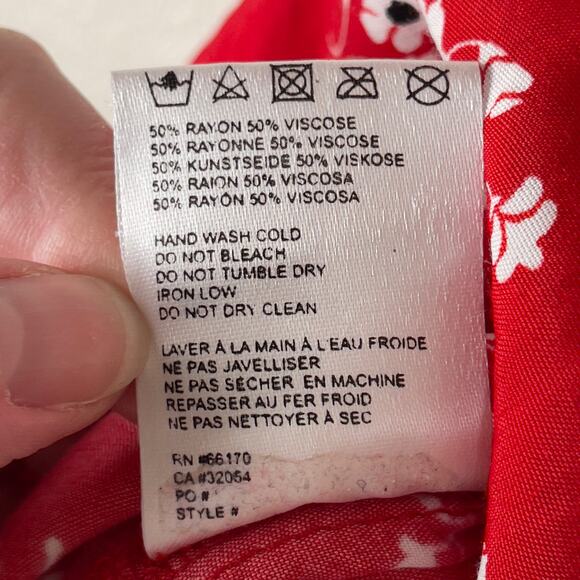 50% RAYON 50% VISCOSE
50% RAYONNE 50% VISCOSE
50% KUNSTSEIDE 50% VISKOSE
50% RAION 50% VISCOSA
50% RAYÓN 50% VISCOSA
HAND WASH COLD
DO NOT BLEACH
DO NOT TUMBLE DRY
IRON LOW
DO NOT DRY CLEAN
LAVER À LA MAIN À L'EAU FROIDE
NE PAS JAVELLISER
NE PAS SÉCHER EN MACHINE
REPASSER AU FER FROID
NE PAS NETTOYER À SEC
RN #66170
CA #32054
PO #
STYLE #